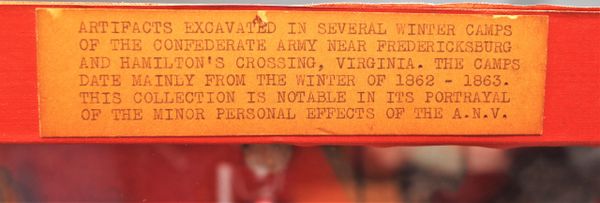 ARTIFACTS EXCAVATED IN SEVERAL WINTER CAMPS
OF THE CONFEDERATE ARMY NEAR FREDERICKSBURG
AND HAMILTON'S CROSSING, VIRGINIA. THE CAMPS
DATE MAINLY FROM THE WINTER OF 1862 - 1863.
THIS COLLECTION IS NOTABLE IN ITS PORTRAYAL
OF THE MINOR PERSONAL EFFECTS OF THE A.N.V.